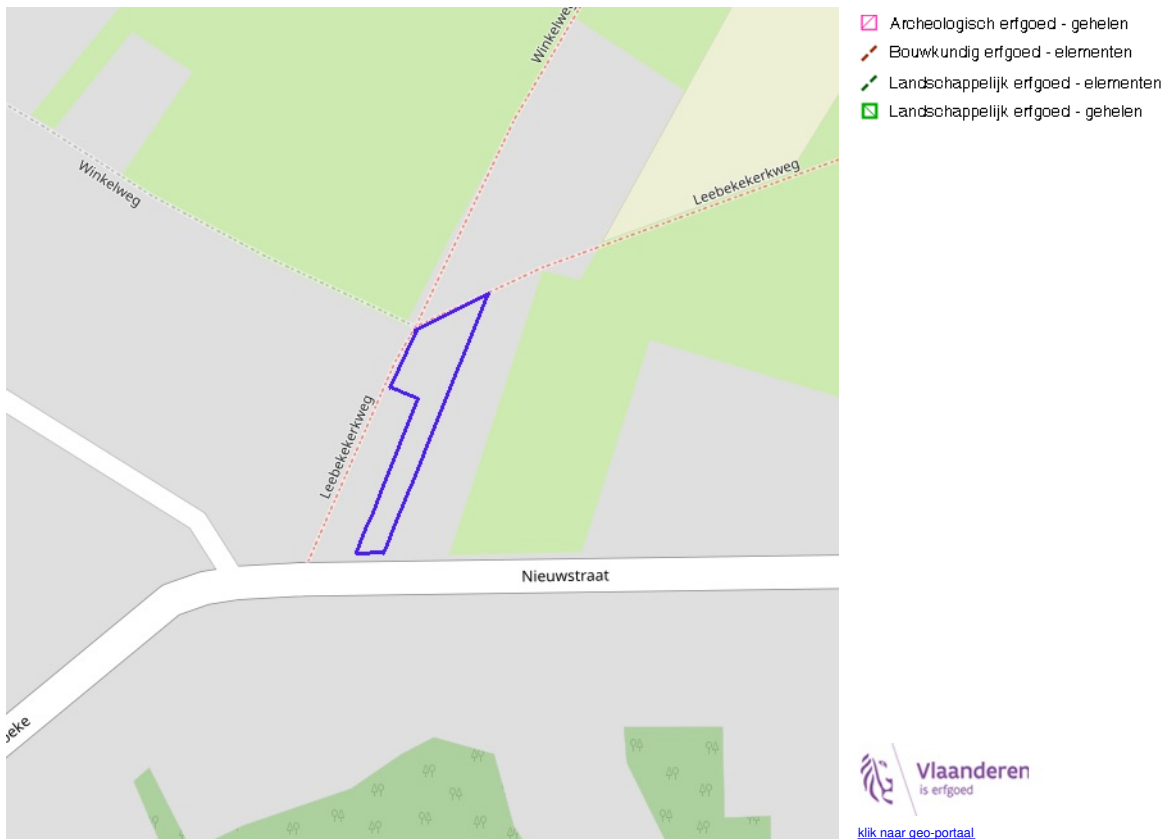 Winkelweg
Winkelweg
Leebekekerkweg
Leebekekerkweg
Nieuwstraat
beke
Archeologisch erfgoed - gehelen
Bouwkundig erfgoed - elementen
Landschappelijk erfgoed - elementen
Landschappelijk erfgoed - gehelen
Vlaanderen
is erfgoed
klik naar geo-portaal